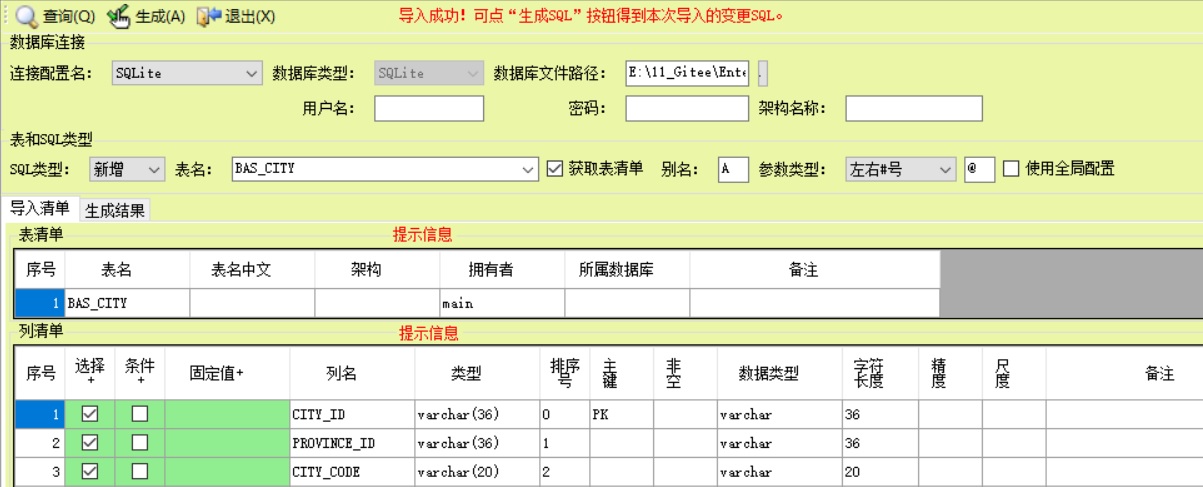 查询(Q) 生成(A) 退出(X) 导入成功！可点“生成SQL”按钮得到本次导入的变更SQL。
数据库连接
连接配置名： SQLite 数据库类型： SQLite 数据库文件路径： E:\11_Gitee\Ente .
用户名： 密码： 架构名称：
表和SQL类型
SQL类型： 新增 表名： BAS_CITY 获取表清单 别名： A 参数类型： 左右#号 @ 使用全局配置
导入清单 生成结果
表清单 提示信息
序号 表名 表名中文 架构 拥有者 所属数据库 备注
1 BAS_CITY main
列清单 提示信息
序号 选择+ 条件+ 固定值+ 列名 类型 排序号 主键 非空 数据类型 字符长度 精度 尺度 备注
1 CITY_ID varchar(36) 0 PK varchar 36
2 PROVINCE_ID varchar(36) 1 varchar 36
3 CITY_CODE varchar(20) 2 varchar 20